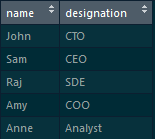 name designation
John CTO
Sam CEO
Raj SDE
Amy COO
Anne Analyst